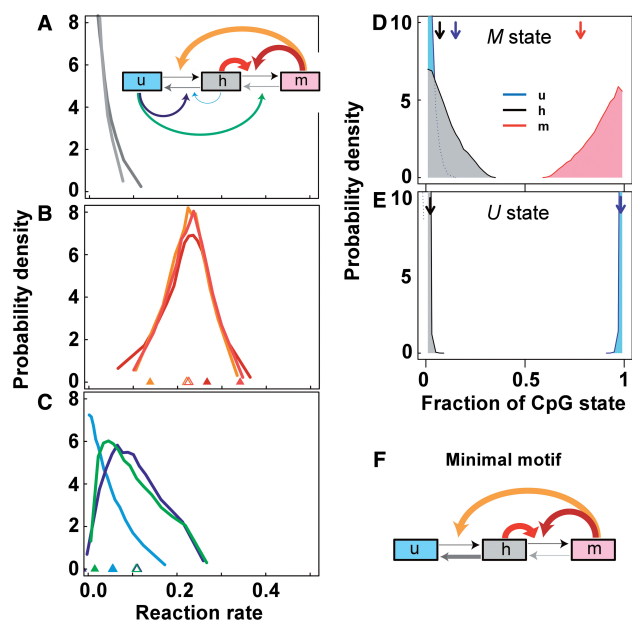 A
8
6
4
2
0
u
h
m
B
8
6
4
2
0
Probability density
C
8
6
4
2
0
0.0
0.2
0.4
Reaction rate
D
10
5
0
M state
u
h
m
Probability density
E
10
5
0
U state
0
0.5
1
Fraction of CpG state
F
Minimal motif
u
h
m